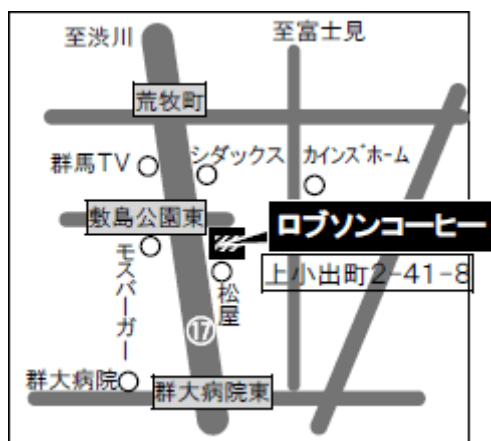 至渋川
至富士見
荒牧町
群馬TV
シダックス
カインズホーム
敷島公園東
ロブソンコーヒー
上小出町2-41-8
モスバーガー
松屋
⑰
群大病院
群大病院東